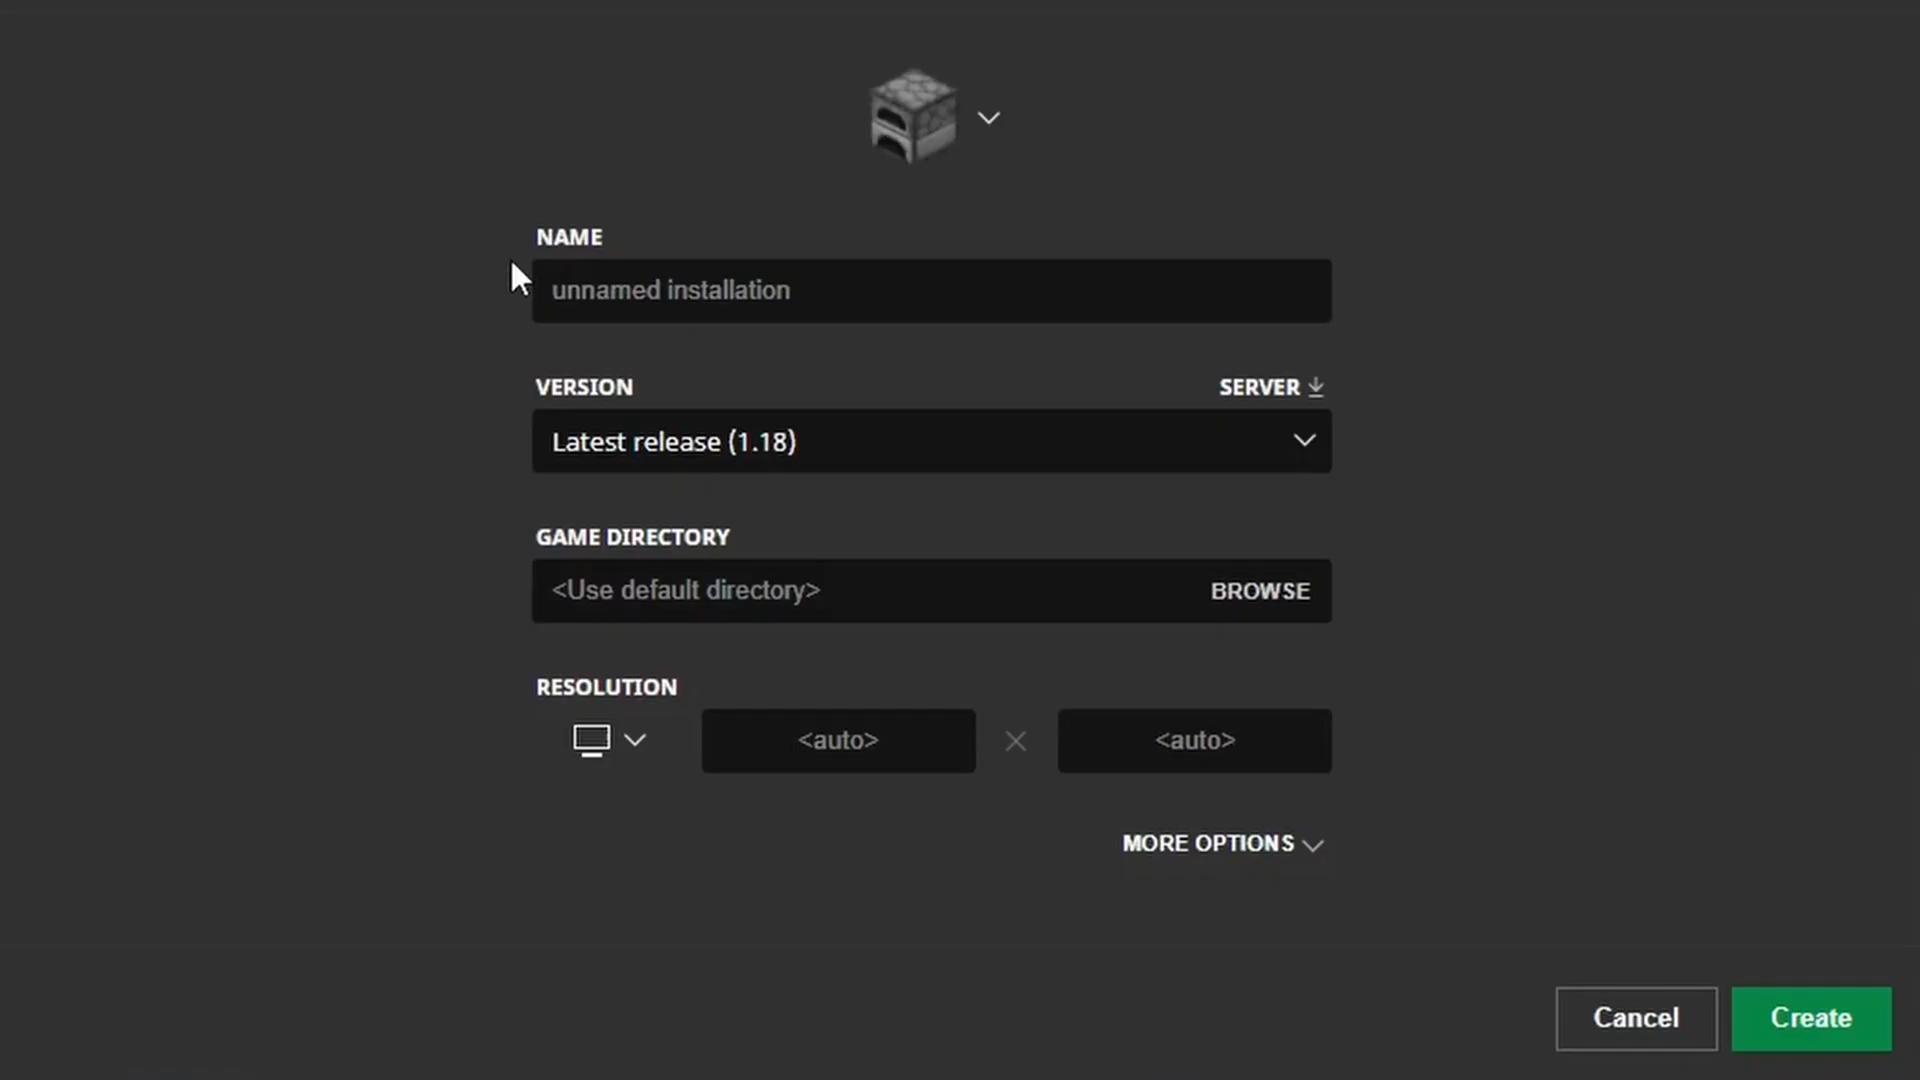 NAME
unnamed installation
VERSION
SERVER
Latest release (1.18)
GAME DIRECTORY
<Use default directory>
BROWSE
RESOLUTION
<auto>
<auto>
MORE OPTIONS
Cancel
Create